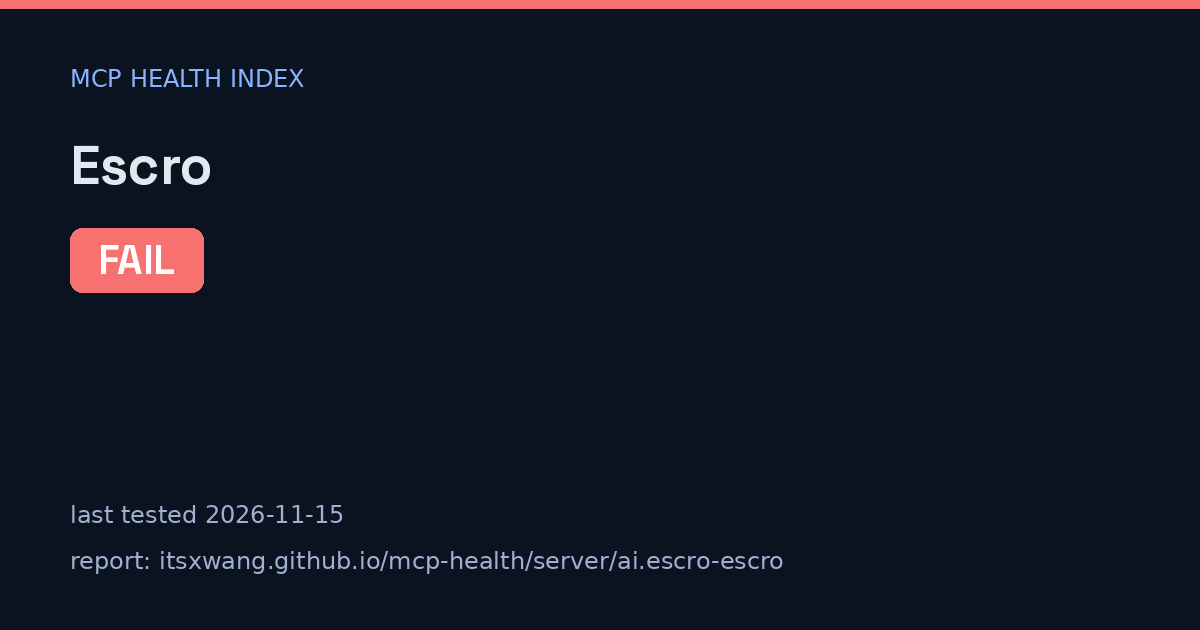 MCP HEALTH INDEX
Escro
FAIL
last tested 2026-11-15
report: itsxwang.github.io/mcp-health/server/ai.escro-escro